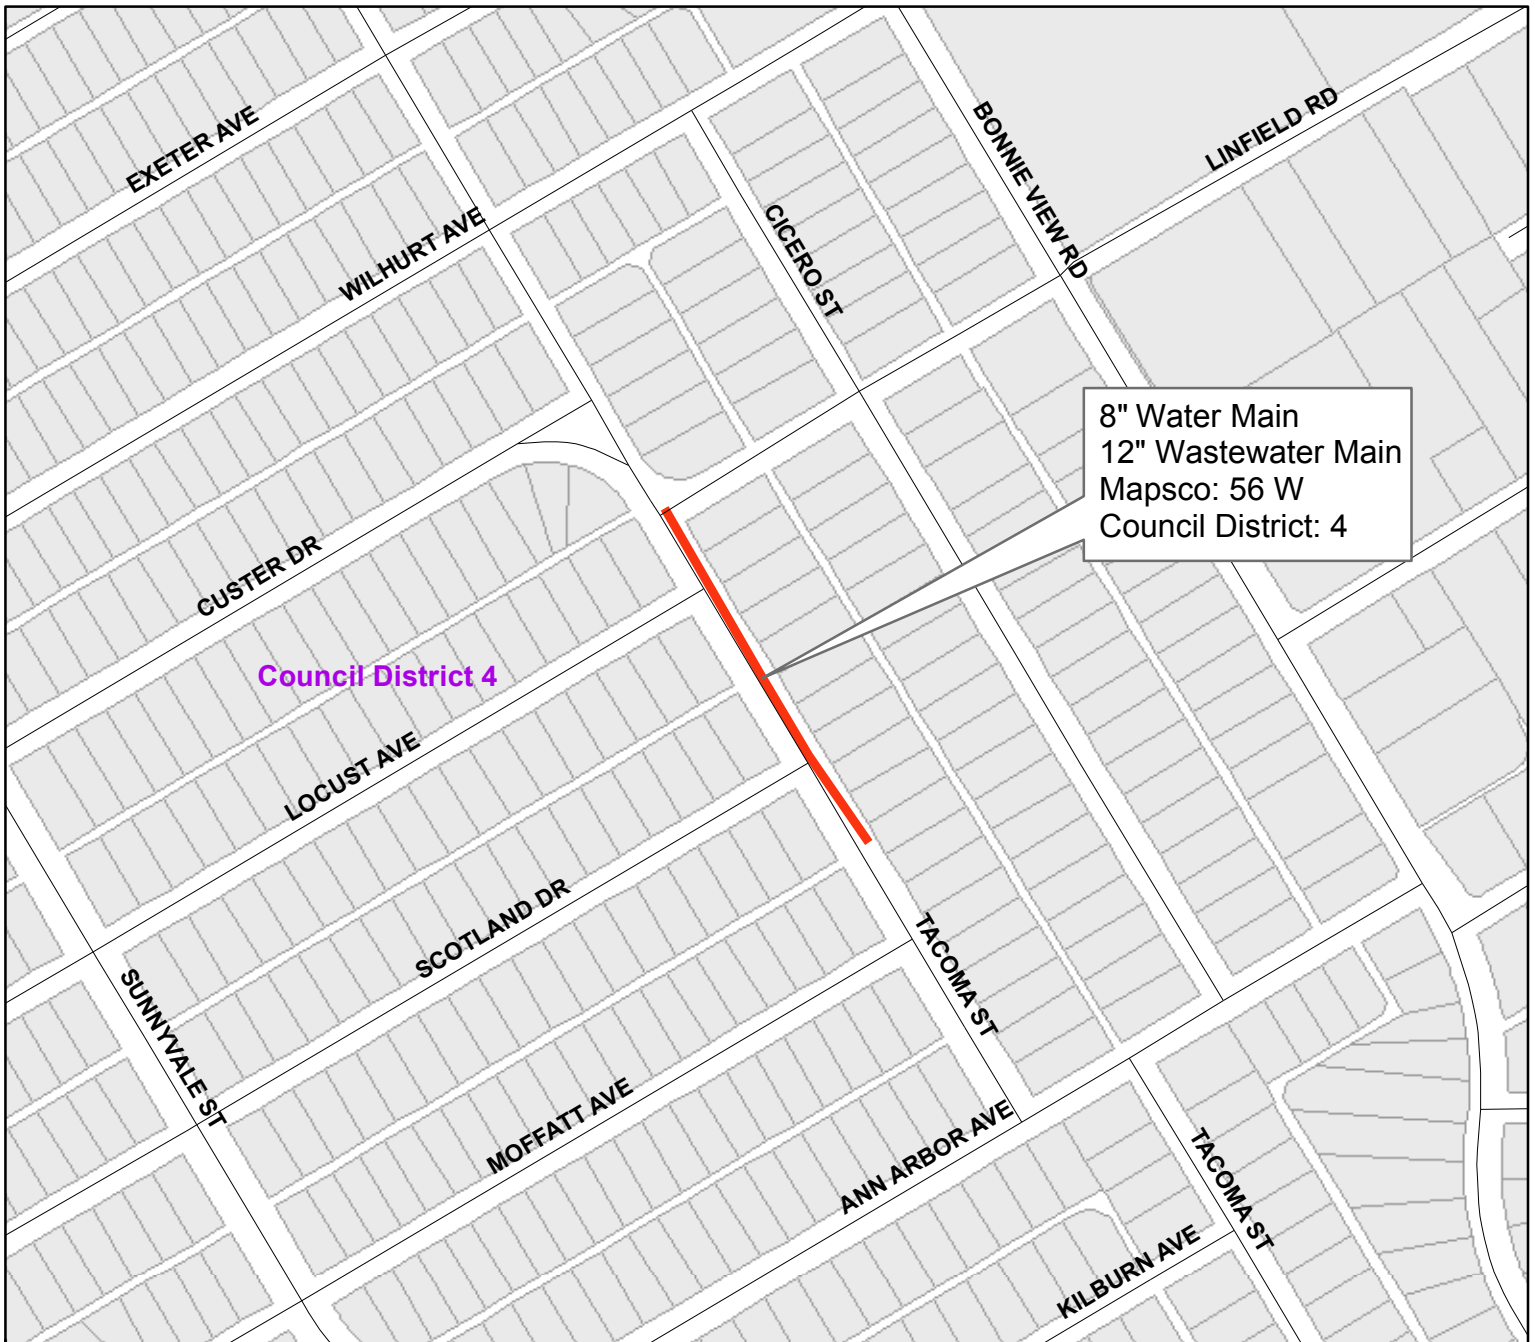 EXETER AVE
WILHURT AVE
CICERO ST
BONNIE VIEW RD
LINFIELD RD
8" Water Main
12" Wastewater Main
Mapsco: 56 W
Council District: 4
CUSTER DR
Council District 4
LOCUST AVE
SCOTLAND DR
SUNNYVALE ST
TACOMA ST
MOFFATT AVE
ANN ARBOR AVE
TACOMA ST
KILBURN AVE